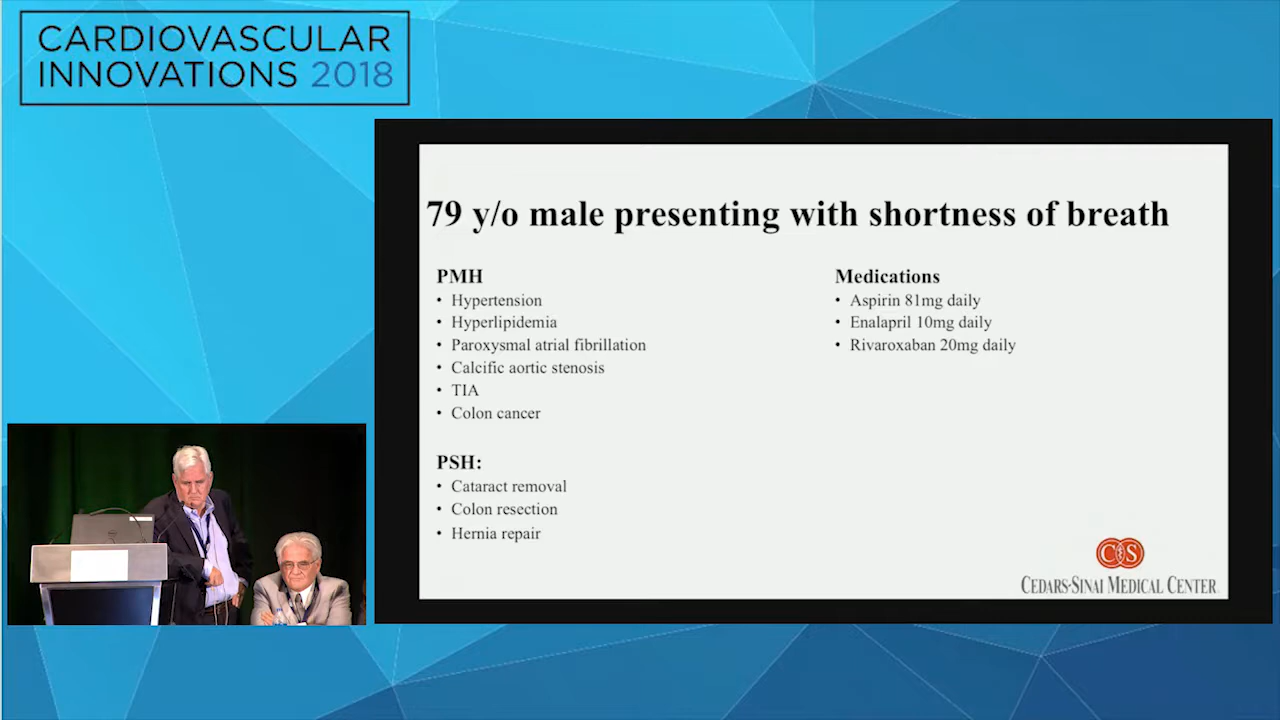 CARDIOVASCULAR
INNOVATIONS 2018
79 y/o male presenting with shortness of breath
PMH
• Hypertension
• Hyperlipidemia
• Paroxysmal atrial fibrillation
• Calcific aortic stenosis
• TIA
• Colon cancer
PSH:
• Cataract removal
• Colon resection
• Hernia repair
Medications
• Aspirin 81mg daily
• Enalapril 10mg daily
• Rivaroxaban 20mg daily
CS
CEDARS-SINAI MEDICAL CENTER